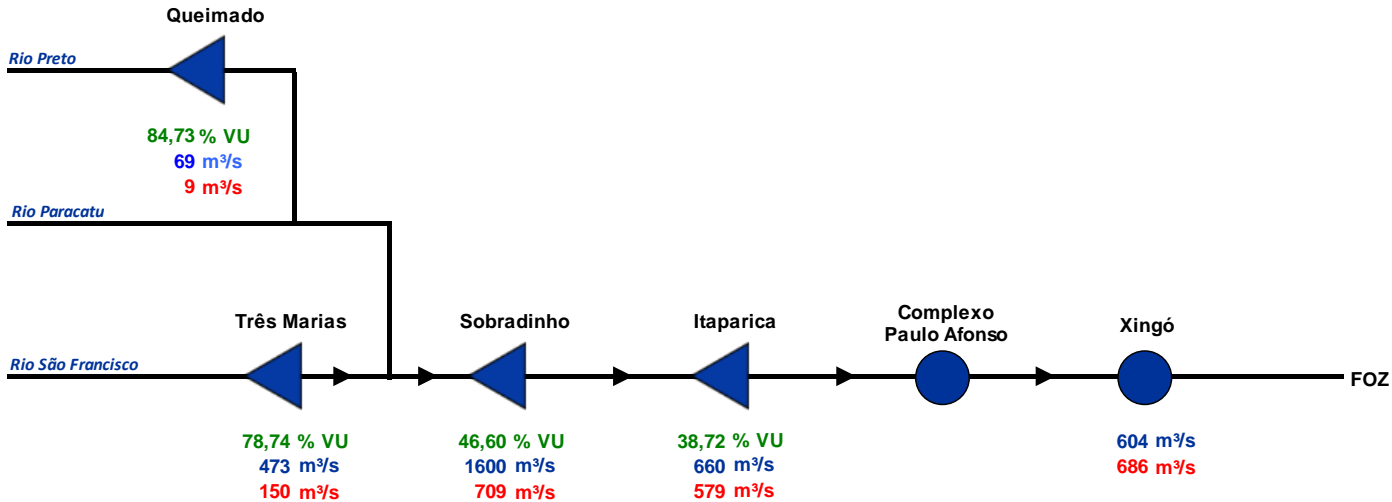 Queimado
Rio Preto
84,73 % VU
69 m³/s
9 m³/s
Rio Paracatu
Três Marias
Sobradinho
Itaparica
Complexo
Paulo Afonso
Xingó
Rio São Francisco
FOZ
78,74 % VU
473 m³/s
150 m³/s
46,60 % VU
1600 m³/s
709 m³/s
38,72 % VU
660 m³/s
579 m³/s
604 m³/s
686 m³/s